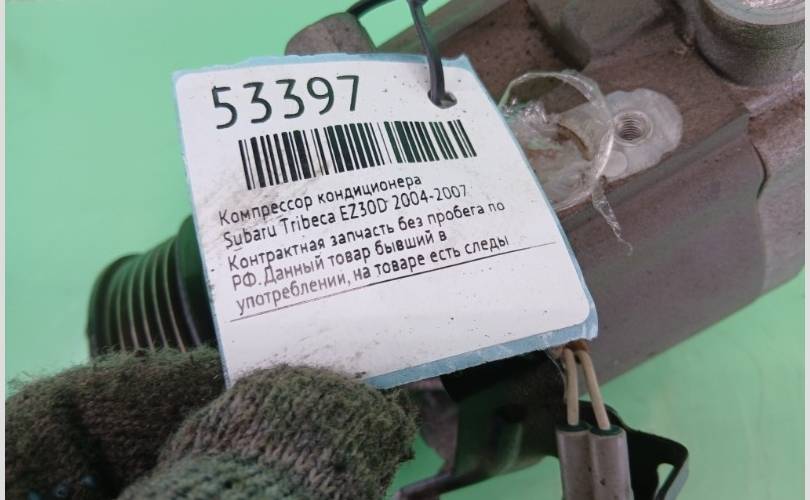 53397
Компрессор кондиционера
Subaru Tribeca EZ30D 2004-2007
Контрактная запчасть без пробега по
РФ.Данный товар бывший в
употреблении, на товаре есть следы